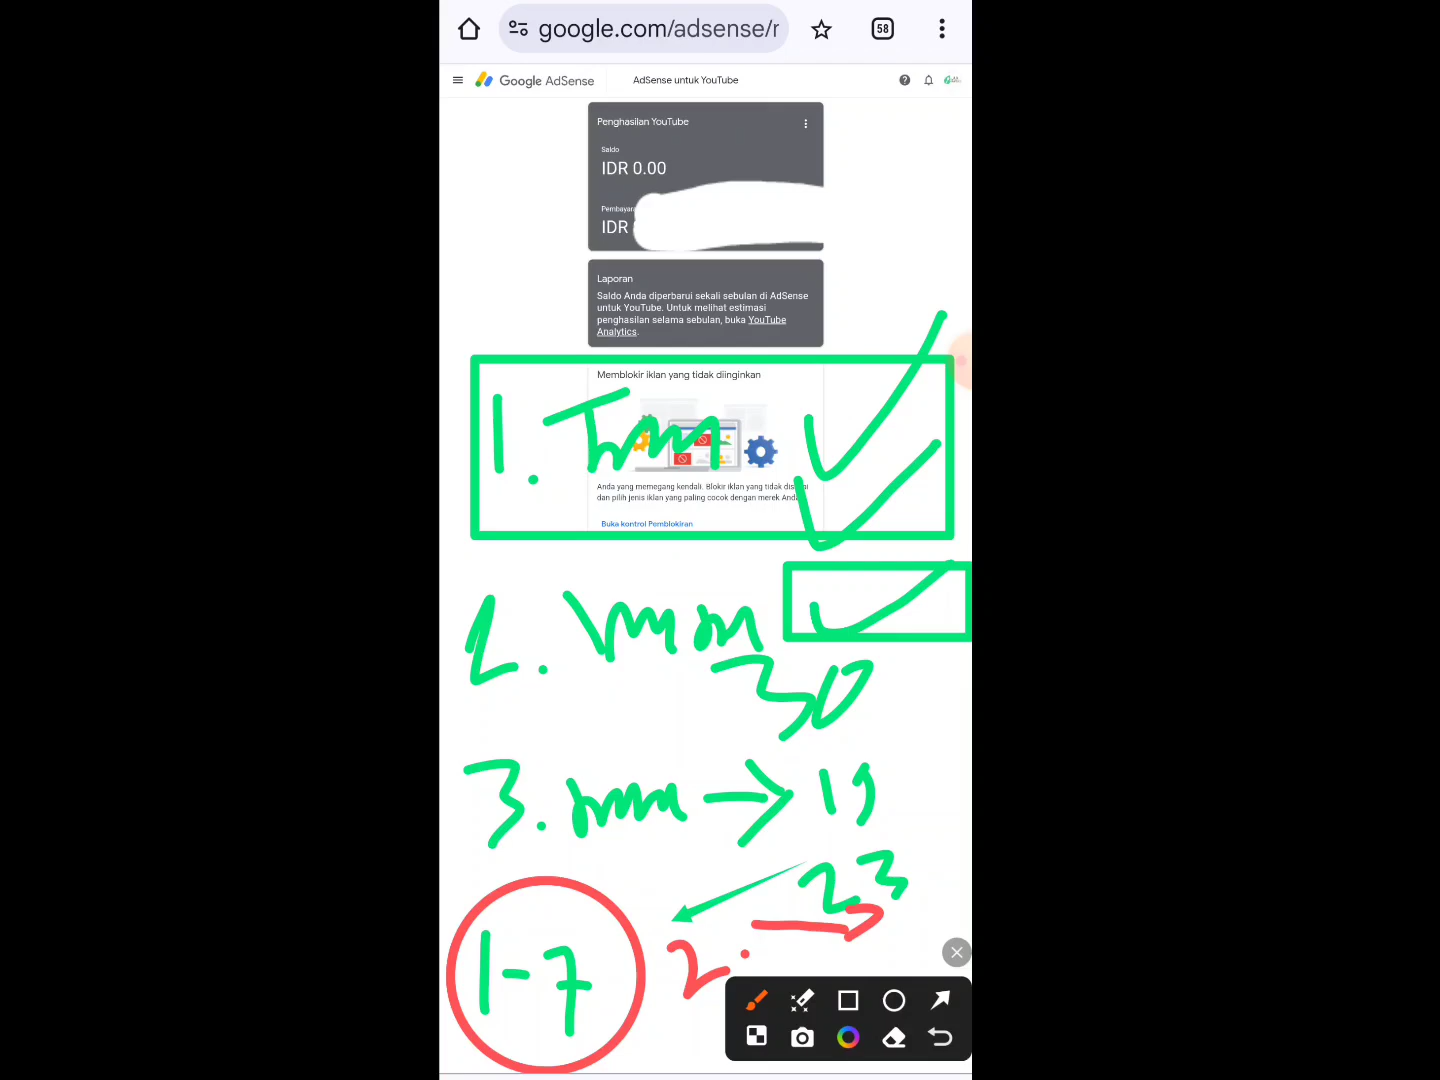 google.com/adsense/r
58
Google AdSense
AdSense untuk YouTube
Penghasilan YouTube
Saldo
IDR 0.00
IDR
Laporan
Saldo Anda diperbarui sekali sebulan di AdSense
untuk YouTube. Untuk melihat estimasi
penghasilan selama sebulan, buka YouTube
Analytics.
Memblokir iklan yang tidak diinginkan
1.
Anda yang memegang kendali. Blokir iklan yang tidak
dan pilih jenis iklan yang paling cocok dengan merek
Buka kontrol Pemblokiran
2.
30
3.
23
1-7
2.